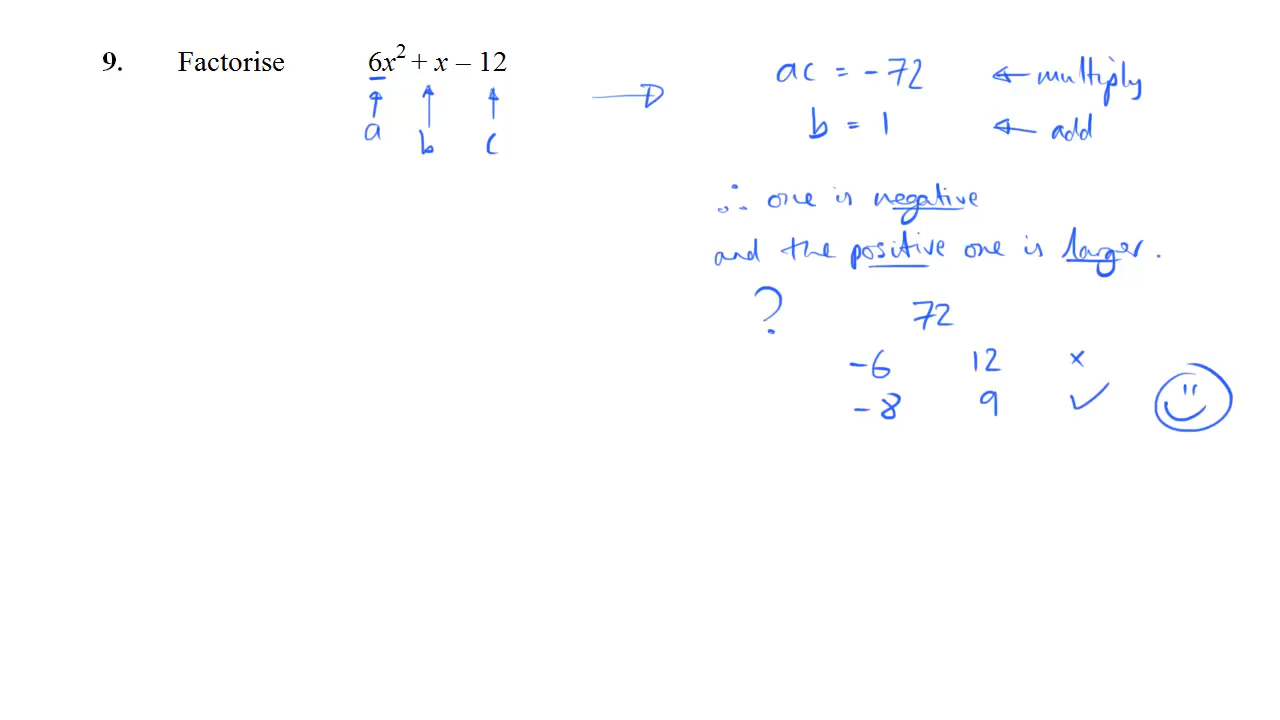 9. Factorise 6x² + x – 12
a b c
ac = -72 ← multiply
b = 1 ← add
∴ one is negative
and the positive one is larger.
? 72
-6 12 ×
-8 9 ✓